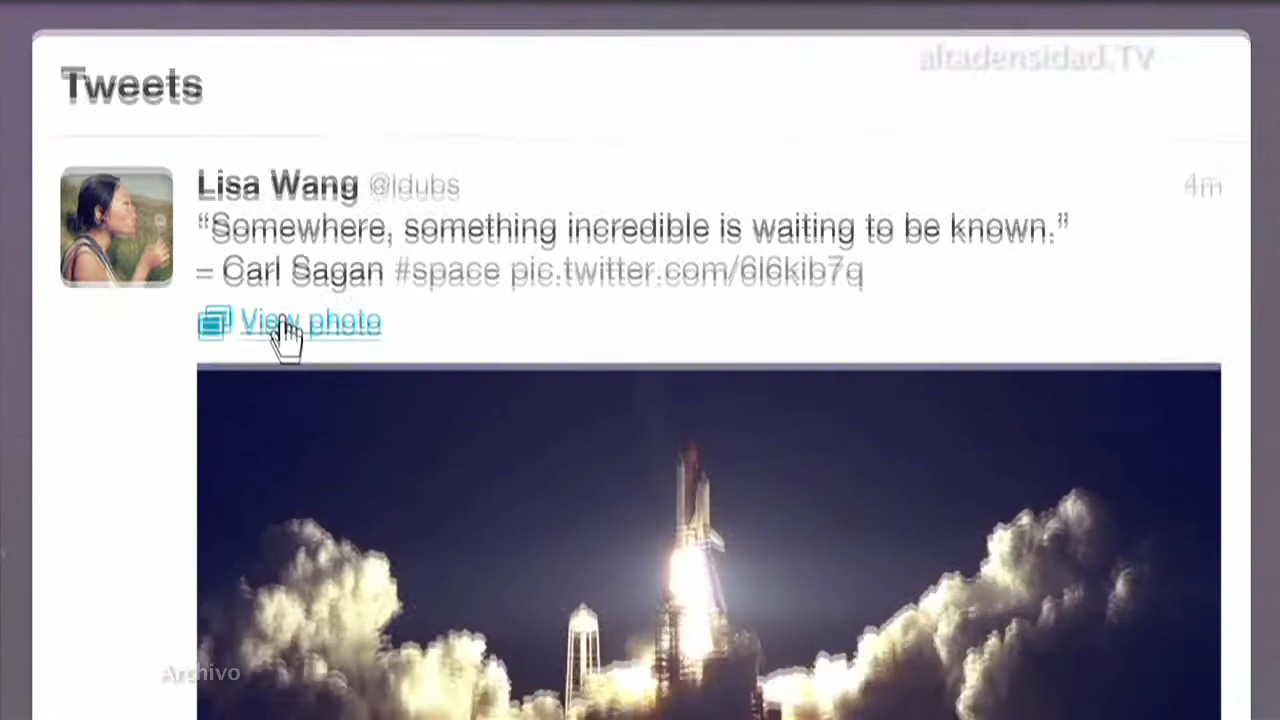 altadensidad.TV
Tweets
Lisa Wang @ldubs 4m
“Somewhere, something incredible is waiting to be known.”
– Carl Sagan #space pic.twitter.com/6l6kib7q
View photo
Archivo